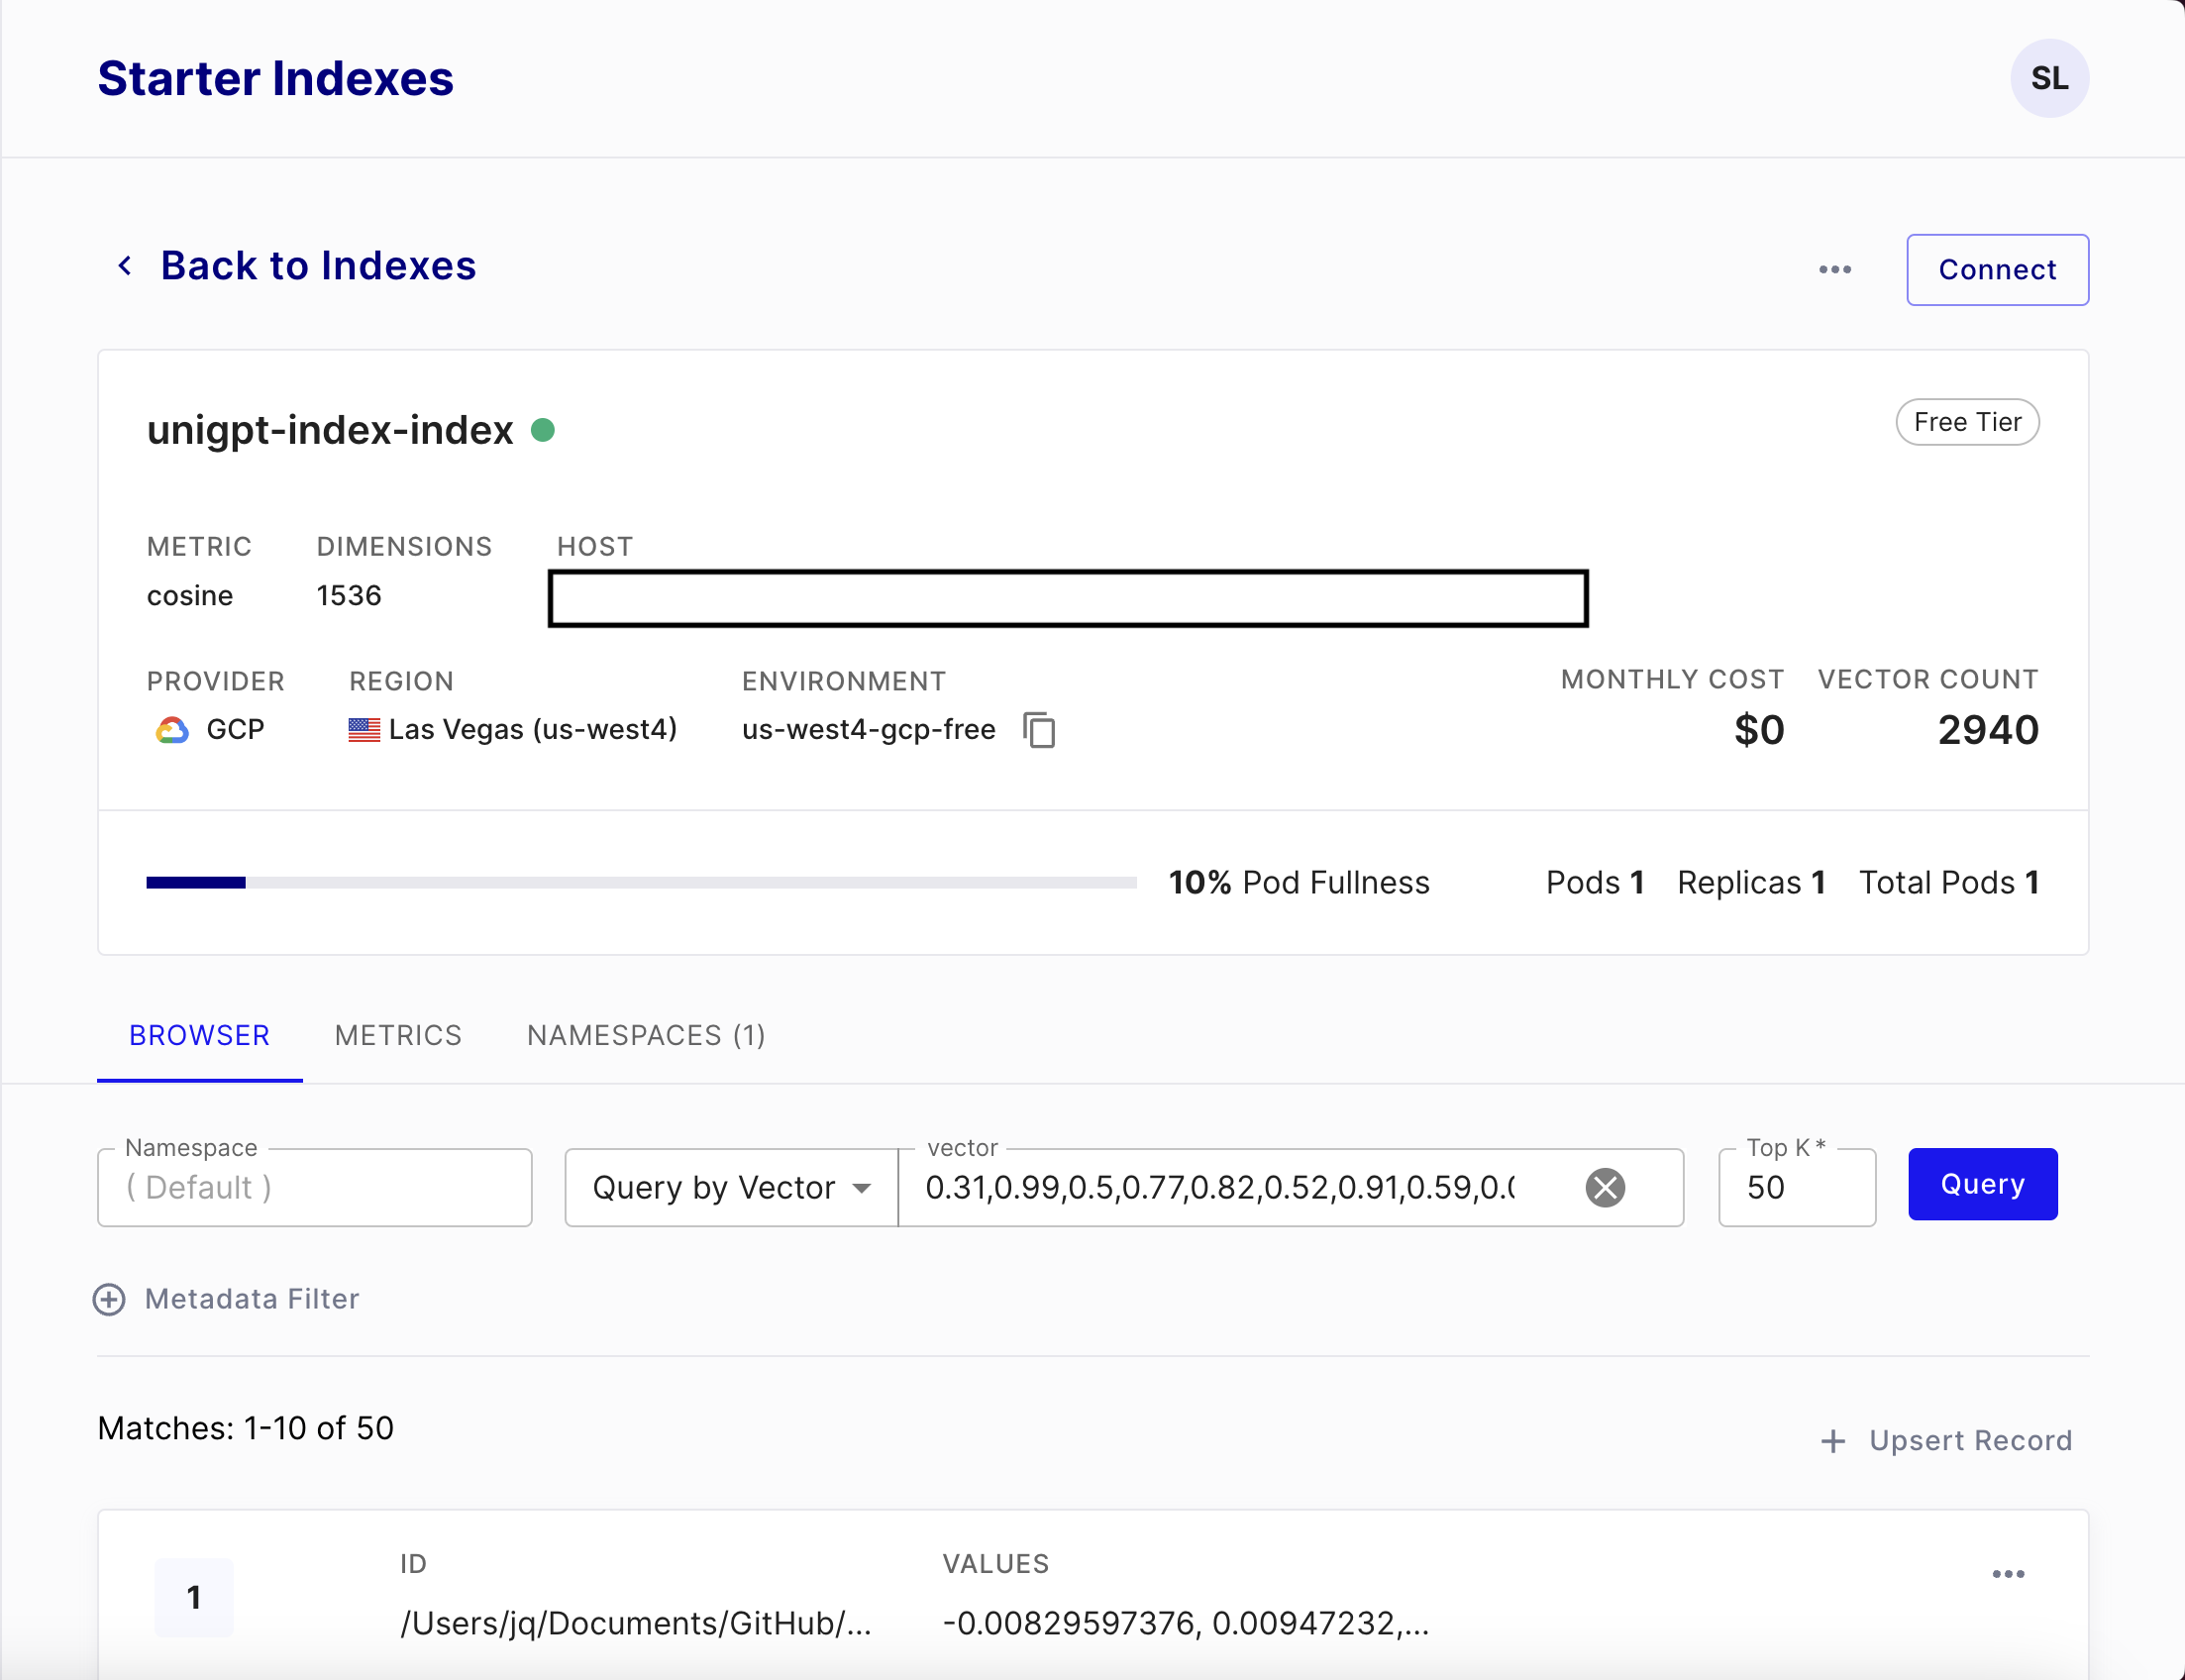 Starter Indexes
SL
Back to Indexes
Connect
unigpt-index-index
Free Tier
METRIC DIMENSIONS HOST
cosine 1536
PROVIDER REGION ENVIRONMENT MONTHLY COST VECTOR COUNT
GCP Las Vegas (us-west4) us-west4-gcp-free $0 2940
10% Pod Fullness Pods 1 Replicas 1 Total Pods 1
BROWSER METRICS NAMESPACES (1)
Namespace vector Top K*
( Default ) Query by Vector 0.31,0.99,0.5,0.77,0.82,0.52,0.91,0.59,0. 50 Query
Metadata Filter
Matches: 1-10 of 50
+ Upsert Record
ID VALUES
1
/Users/jq/Documents/GitHub/... -0.00829597376, 0.00947232,...